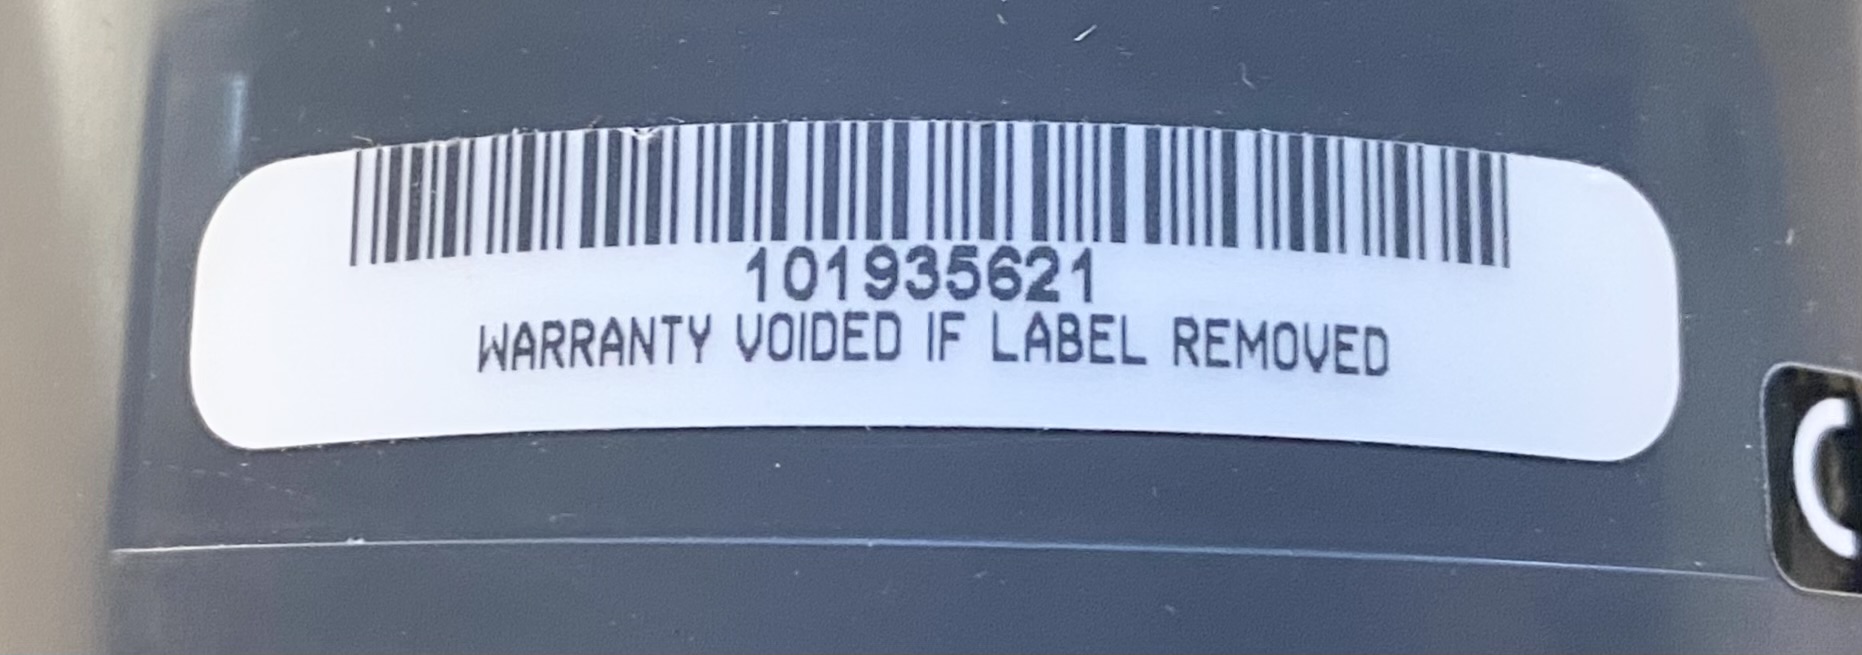 101935621
WARRANTY VOIDED IF LABEL REMOVED